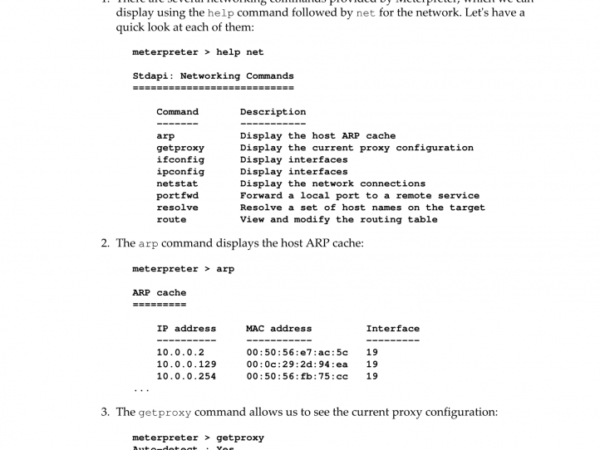 1. There are several networking commands provided by Meterpreter, which we can
display using the help command followed by net for the network. Let's have a
quick look at each of them:
meterpreter > help net
Stdapi: Networking Commands
===========================
Command Description
------- -----------
arp Display the host ARP cache
getproxy Display the current proxy configuration
ifconfig Display interfaces
ipconfig Display interfaces
netstat Display the network connections
portfwd Forward a local port to a remote service
resolve Resolve a set of host names on the target
route View and modify the routing table
2. The arp command displays the host ARP cache:
meterpreter > arp
ARP cache
=========
IP address MAC address Interface
---------- ----------- ---------
10.0.0.2 00:50:56:e7:ac:5c 19
10.0.0.129 00:0c:29:2d:94:ea 19
10.0.0.254 00:50:56:fb:75:cc 19
...
3. The getproxy command allows us to see the current proxy configuration:
meterpreter > getproxy
Auto-detect : Yes